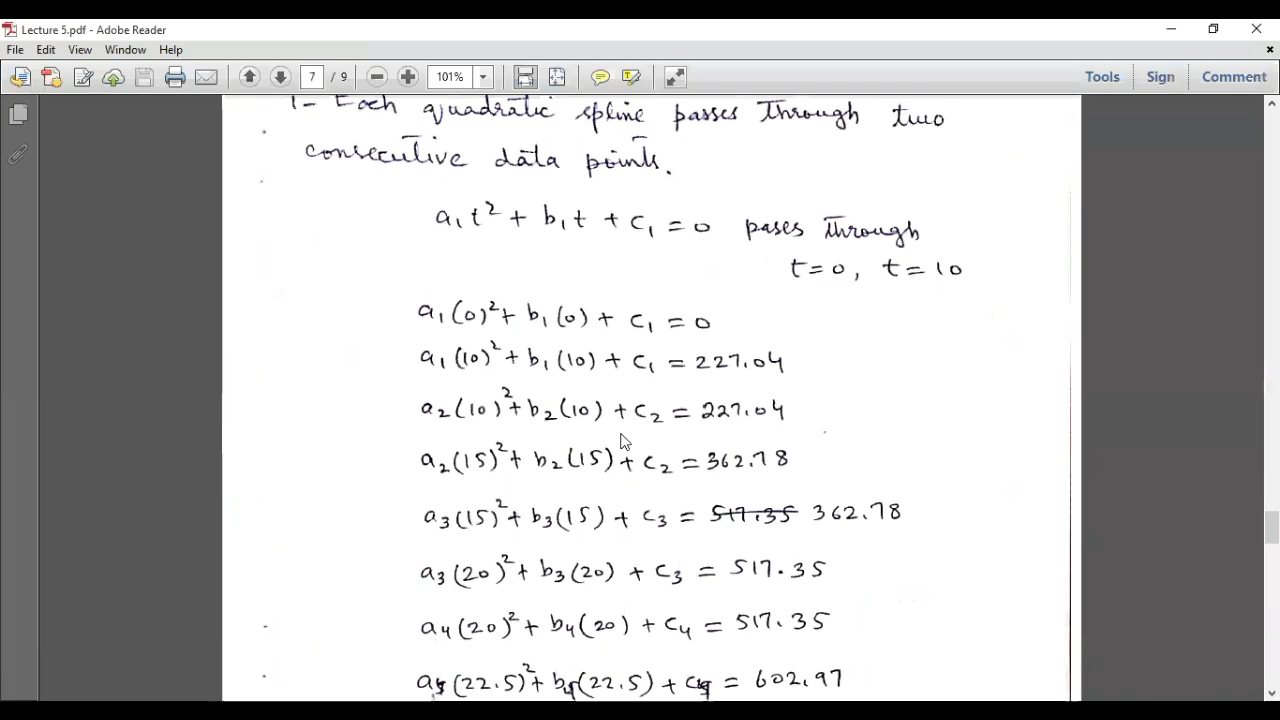 Lecture 5.pdf - Adobe Reader
File Edit View Window Help
7 / 9 101% Tools Sign Comment
1- Each quadratic spline passes through two
consecutive data points.
a₁t² + b₁t + c₁ = 0 pases through
t=0, t=10
a₁(0)² + b₁(0) + c₁ = 0
a₁(10)² + b₁(10) + c₁ = 227.04
a₂(10)² + b₂(10) + c₂ = 227.04
a₂(15)² + b₂(15) + c₂ = 362.78
a₃(15)² + b₃(15) + c₃ = 517.35 362.78
a₃(20)² + b₃(20) + c₃ = 517.35
a₄(20)² + b₄(20) + c₄ = 517.35
a₄(22.5)² + b₄(22.5) + c₄ = 602.97